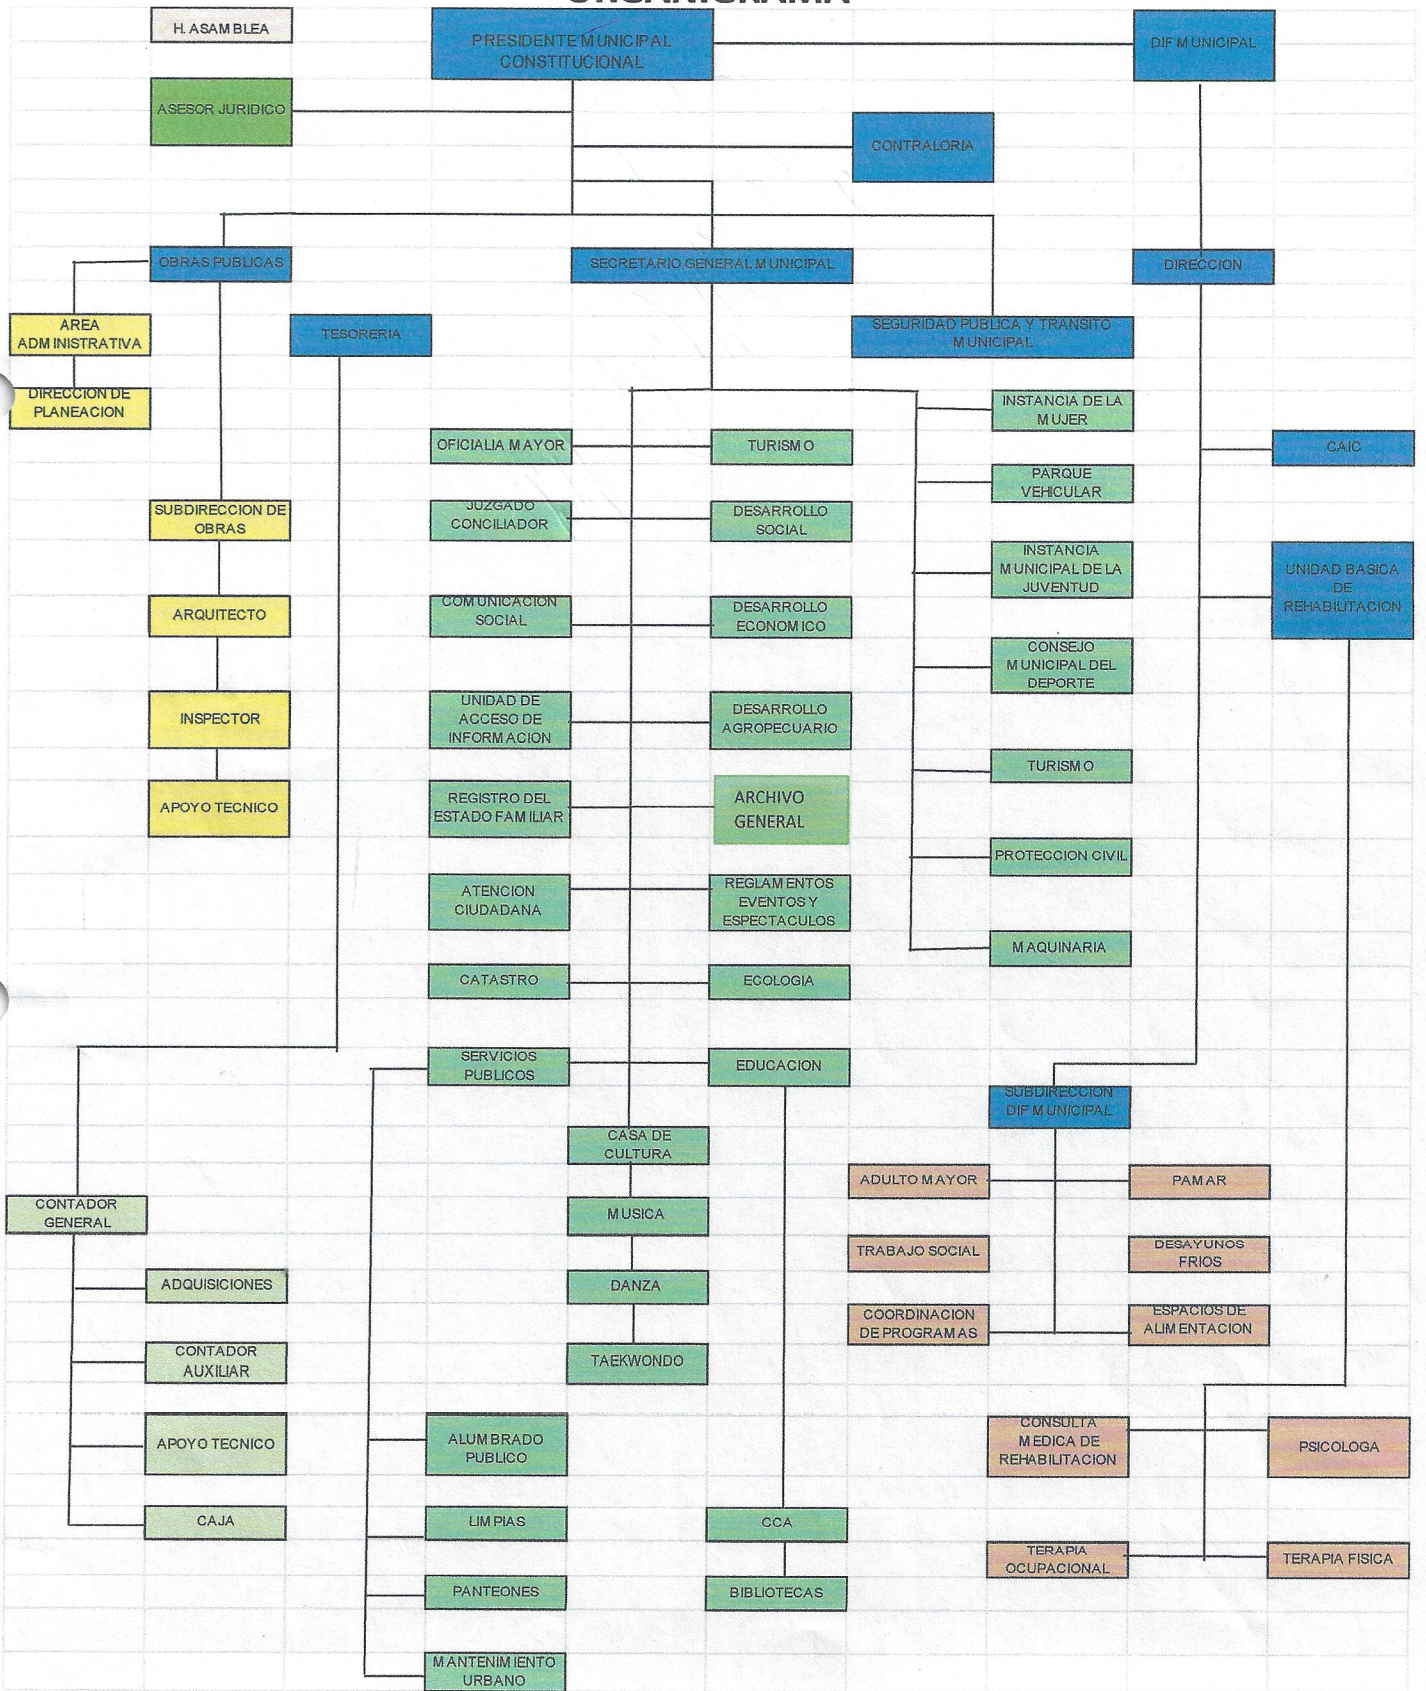 ORGANIGRAMA
H. ASAMBLEA
PRESIDENTE MUNICIPAL
CONSTITUCIONAL
DIF MUNICIPAL
ASESOR JURIDICO
CONTRALORIA
OBRAS PUBLICAS
SECRETARIO GENERAL MUNICIPAL
DIRECCION
AREA
ADMINISTRATIVA
TESORERIA
SEGURIDAD PUBLICA Y TRANSITO
MUNICIPAL
DIRECCION DE
PLANEACION
INSTANCIA DE LA
MUJER
OFICIALIA MAYOR
TURISMO
CAIC
PARQUE
VEHICULAR
SUBDIRECCION DE
OBRAS
JUZGADO
CONCILIADOR
DESARROLLO
SOCIAL
INSTANCIA
MUNICIPAL DE LA
JUVENTUD
UNIDAD BASICA
DE
REHABILITACION
ARQUITECTO
COMUNICACION
SOCIAL
DESARROLLO
ECONOMICO
CONSEJO
MUNICIPAL DEL
DEPORTE
INSPECTOR
UNIDAD DE
ACCESO DE
INFORMACION
DESARROLLO
AGROPECUARIO
TURISMO
APOYO TECNICO
REGISTRO DEL
ESTADO FAMILIAR
ARCHIVO
GENERAL
PROTECCION CIVIL
ATENCION
CIUDADANA
REGLAMENTOS
EVENTOS Y
ESPECTACULOS
MAQUINARIA
CATASTRO
ECOLOGIA
SERVICIOS
PUBLICOS
EDUCACION
SUBDIRECCION
DIF MUNICIPAL
CASA DE
CULTURA
ADULTO MAYOR
PAMAR
CONTADOR
GENERAL
MUSICA
TRABAJO SOCIAL
DESAYUNOS
FRIOS
ADQUISICIONES
DANZA
COORDINACION
DE PROGRAMAS
ESPACIOS DE
ALIMENTACION
CONTADOR
AUXILIAR
TAEKWONDO
APOYO TECNICO
ALUMBRADO
PUBLICO
CONSULTA
MEDICA DE
REHABILITACION
PSICOLOGA
CAJA
LIMPIAS
CCA
TERAPIA
OCUPACIONAL
TERAPIA FISICA
PANTEONES
BIBLIOTECAS
MANTENIMIENTO
URBANO